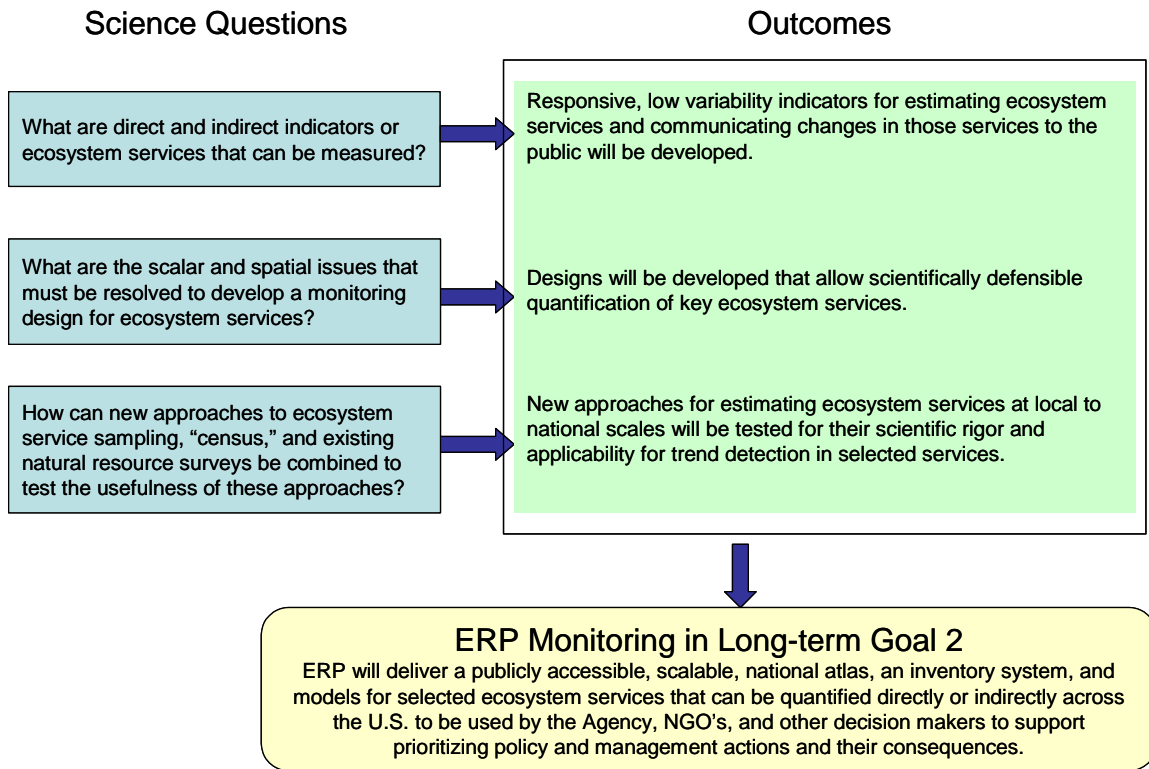 Science Questions
Outcomes
What are direct and indirect indicators or
ecosystem services that can be measured?
Responsive, low variability indicators for estimating ecosystem
services and communicating changes in those services to the
public will be developed.
What are the scalar and spatial issues that
must be resolved to develop a monitoring
design for ecosystem services?
Designs will be developed that allow scientifically defensible
quantification of key ecosystem services.
How can new approaches to ecosystem
service sampling, “census,” and existing
natural resource surveys be combined to
test the usefulness of these approaches?
New approaches for estimating ecosystem services at local to
national scales will be tested for their scientific rigor and
applicability for trend detection in selected services.
ERP Monitoring in Long-term Goal 2
ERP will deliver a publicly accessible, scalable, national atlas, an inventory system, and
models for selected ecosystem services that can be quantified directly or indirectly across
the U.S. to be used by the Agency, NGO’s, and other decision makers to support
prioritizing policy and management actions and their consequences.